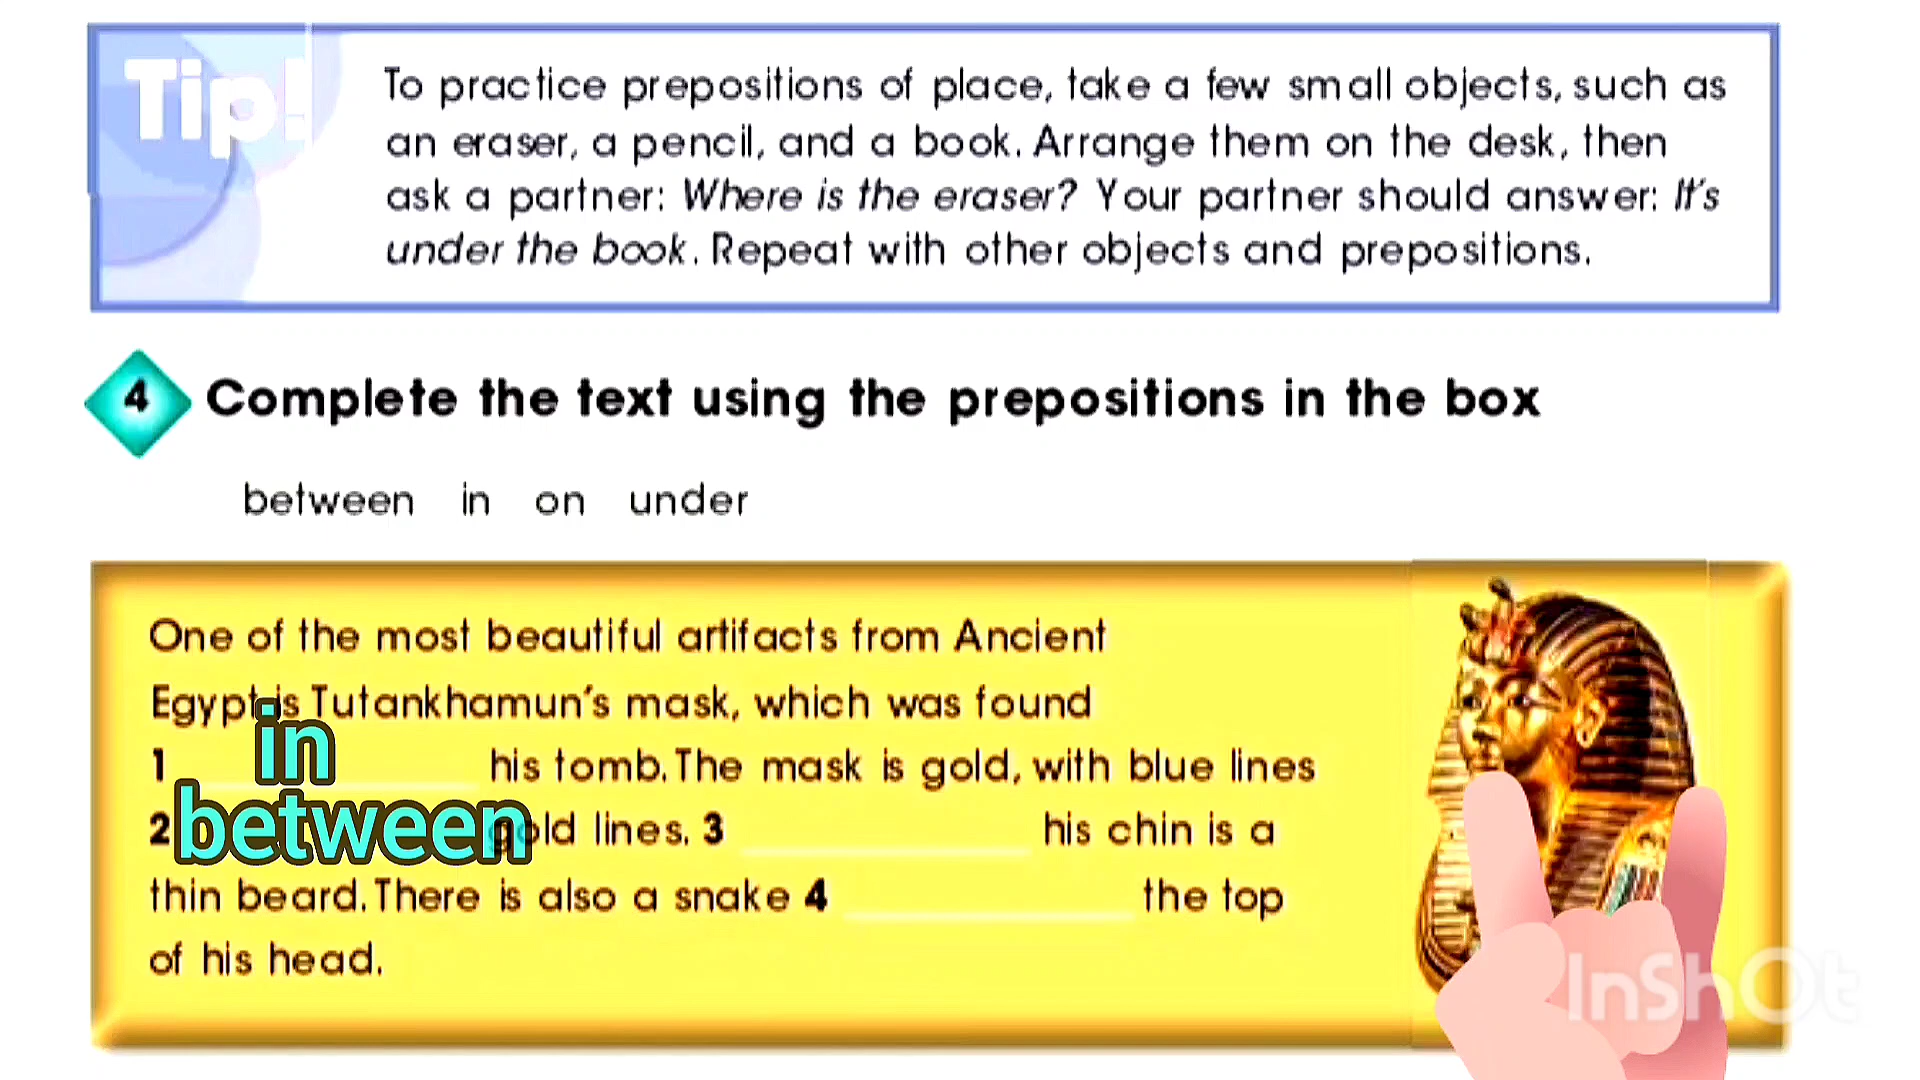 Tip!
To practice prepositions of place, take a few small objects, such as
an eraser, a pencil, and a book. Arrange them on the desk, then
ask a partner: Where is the eraser? Your partner should answer: It's
under the book. Repeat with other objects and prepositions.
4 Complete the text using the prepositions in the box
between in on under
One of the most beautiful artifacts from Ancient
Egypt is Tutankhamun's mask, which was found
1 in his tomb. The mask is gold, with blue lines
2 between gold lines. 3 his chin is a
thin beard. There is also a snake 4 the top
of his head.
InShOt